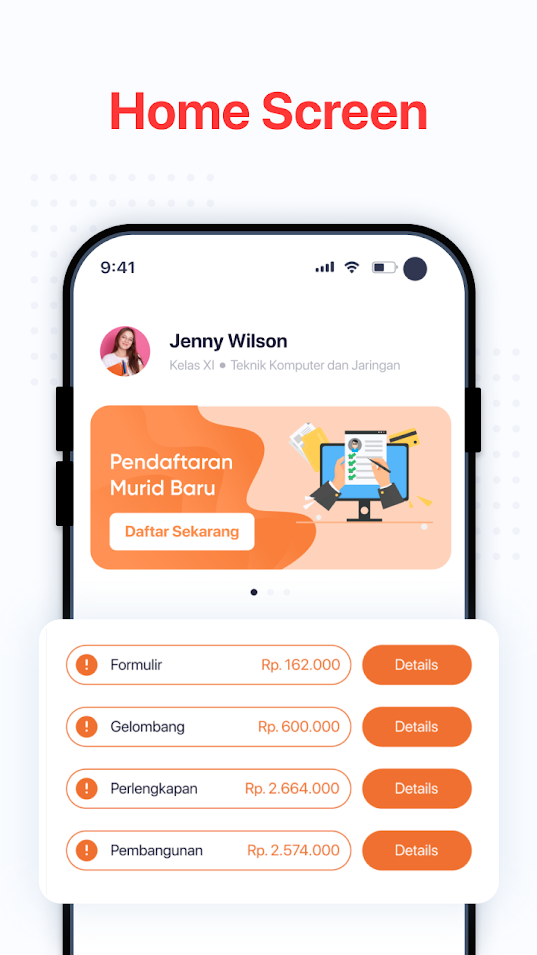 Home Screen
9:41
Jenny Wilson
Kelas XI ● Teknik Komputer dan Jaringan
Pendaftaran
Murid Baru
Daftar Sekarang
Formulir Rp. 162.000 Details
Gelombang Rp. 600.000 Details
Perlengkapan Rp. 2.664.000 Details
Pembangunan Rp. 2.574.000 Details